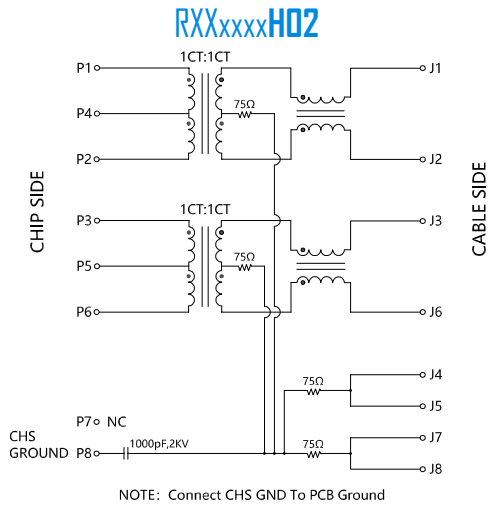 RXXxxxxH02
1CT:1CT
P1
J1
75Ω
P4
P2
J2
CHIP SIDE
CABLE SIDE
1CT:1CT
P3
J3
75Ω
P5
P6
J6
J4
75Ω
J5
P7 NC
CHS
GROUND P8
1000pF,2KV
75Ω
J7
J8
NOTE: Connect CHS GND To PCB Ground